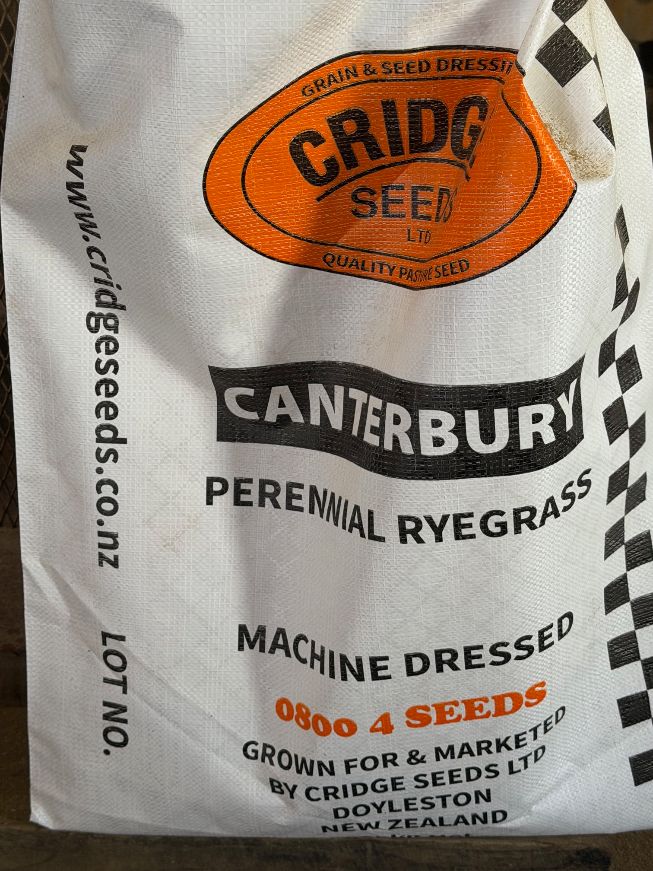 GRAIN & SEED DRESSI
CRIDG
SEEDS
LTD
QUALITY PASTURE SEED
www.cridgeseeds.co.nz
LOT NO.
CANTERBURY
PERENNIAL RYEGRASS
MACHINE DRESSED
0800 4 SEEDS
GROWN FOR & MARKETED
BY CRIDGE SEEDS LTD
DOYLESTON
NEW ZEALAND